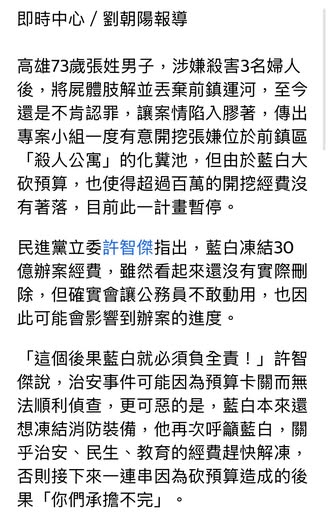 即時中心／劉朝陽報導
高雄73歲張姓男子，涉嫌殺害3名婦人
後，將屍體肢解並丟棄前鎮運河，至今
還是不肯認罪，讓案情陷入膠著，傳出
專案小組一度有意開挖張嫌位於前鎮區
「殺人公寓」的化糞池，但由於藍白大
砍預算，也使得超過百萬的開挖經費沒
有著落，目前此一計畫暫停。
民進黨立委許智傑指出，藍白凍結30
億辦案經費，雖然看起來還沒有實際刪
除，但確實會讓公務員不敢動用，也因
此可能會影響到辦案的進度。
「這個後果藍白就必須負全責！」許智
傑說，治安事件可能因為預算卡關而無
法順利偵查，更可惡的是，藍白本來還
想凍結消防裝備，他再次呼籲藍白，關
乎治安、民生、教育的經費趕快解凍，
否則接下來一連串因為砍預算造成的後
果「你們承擔不完」。